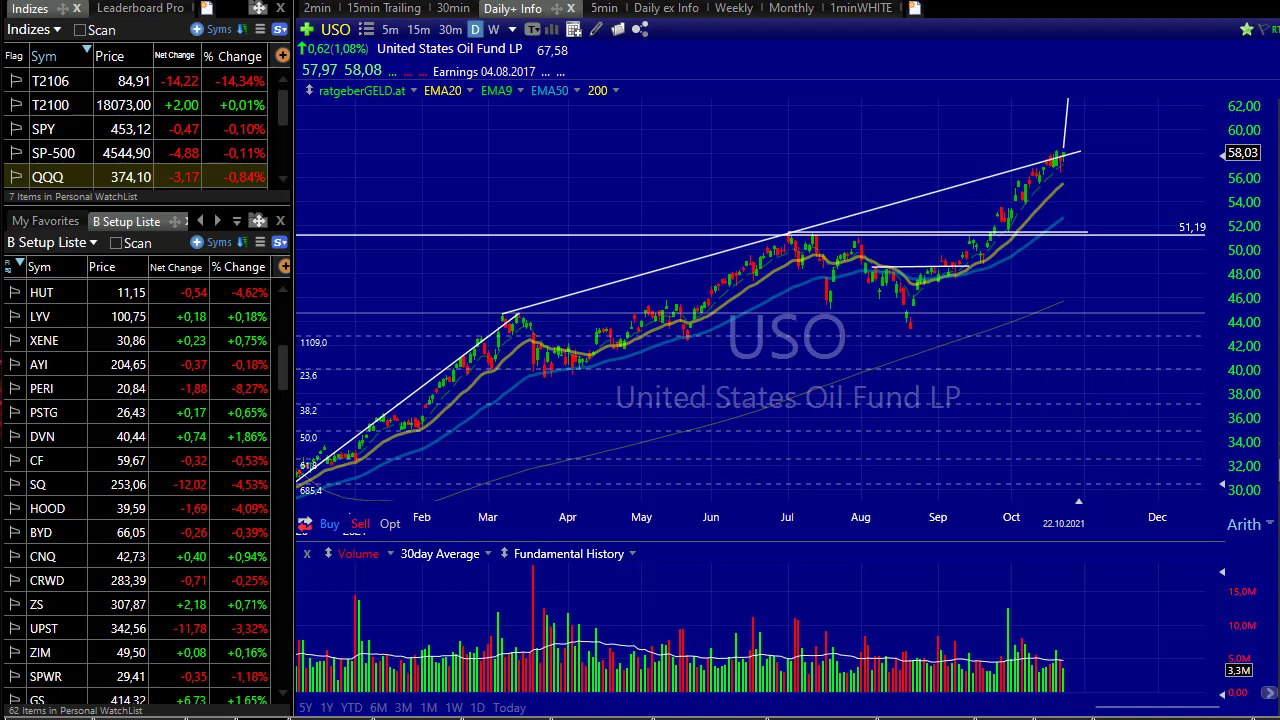 Indizes Leaderboard Pro
Indizes Scan Syms
Flag Sym Price Net Change % Change
T2106 84,91 -14,22 -14,34%
T2100 18073,00 +2,00 +0,01%
SPY 453,12 -0,47 -0,10%
SP-500 4544,90 -4,88 -0,11%
QQQ 374,10 -3,17 -0,84%
7 Items in Personal WatchList
My Favorites B Setup Liste
B Setup Liste Scan Syms
Sym Price Net Change % Change
HUT 11,15 -0,54 -4,62%
LYV 100,75 +0,18 +0,18%
XENE 30,86 +0,23 +0,75%
AYI 204,65 -0,37 -0,18%
PERI 20,84 -1,88 -8,27%
PSTG 26,43 +0,17 +0,65%
DVN 40,44 +0,74 +1,86%
CF 59,67 -0,32 -0,53%
SQ 253,06 -12,02 -4,53%
HOOD 39,59 -1,69 -4,09%
BYD 66,05 -0,26 -0,39%
CNQ 42,73 +0,40 +0,94%
CRWD 283,39 -0,71 -0,25%
ZS 307,87 +2,18 +0,71%
UPST 342,56 -11,78 -3,32%
ZIM 49,50 +0,08 +0,16%
SPWR 29,41 -0,35 -1,18%
GS 414,32 +6,73 +1,65%
62 Items in Personal WatchList
2min 15min Trailing 30min Daily+ Info 5min Daily ex Info Weekly Monthly 1minWHITE
USO 5m 15m 30m D W
0,62(1,08%) United States Oil Fund LP 67,58
57,97 58,08 ... ... ... Earnings 04.08.2017 ... ...
ratgeberGELD.at EMA20 EMA9 EMA50 200
62,00
60,00
58,03
56,00
54,00
52,00
51,19
50,00
48,00
46,00
44,00
42,00
40,00
38,00
36,00
34,00
32,00
30,00
USO
United States Oil Fund LP
1109.0
23,6
38,2
50,0
61,8
685,4
Feb Mar Apr May Jun Jul Aug Sep Oct Dec
22.10.2021
Buy Sell Opt
Arith
X Volume 30day Average Fundamental History
15,0M
10,0M
5,0M
3,3M
0,00
5Y 1Y YTD 6M 3M 1M 1W 1D Today